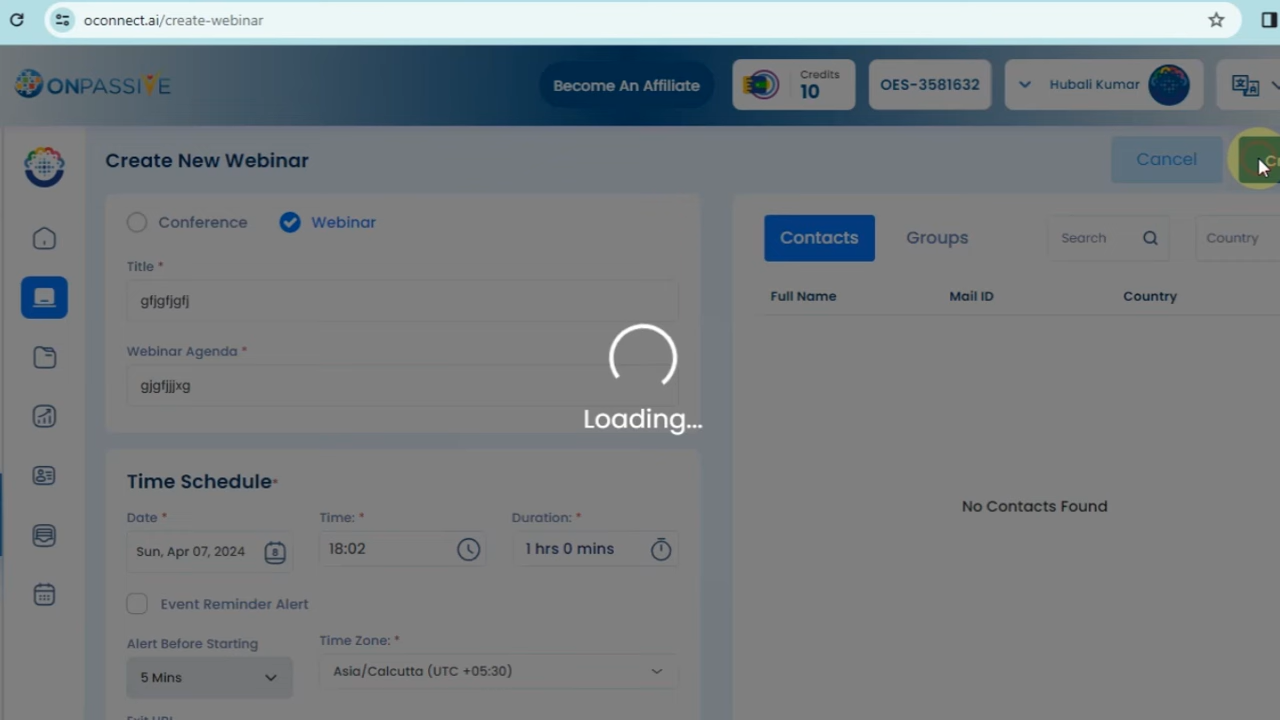 oconnect.ai/create-webinar
ONPASSIVE
Become An Affiliate
Credits
10
OES-3581632
Hubali Kumar
Create New Webinar
Cancel
Conference
Webinar
Contacts
Groups
Search
Country
Title *
gfjgfjgfj
Full Name
Mail ID
Country
Webinar Agenda *
gjgfjjjxg
Loading...
Time Schedule*
No Contacts Found
Date *
Time: *
Duration: *
Sun, Apr 07, 2024
8
18:02
1 hrs 0 mins
Event Reminder Alert
Alert Before Starting
Time Zone: *
5 Mins
Asia/Calcutta (UTC +05:30)